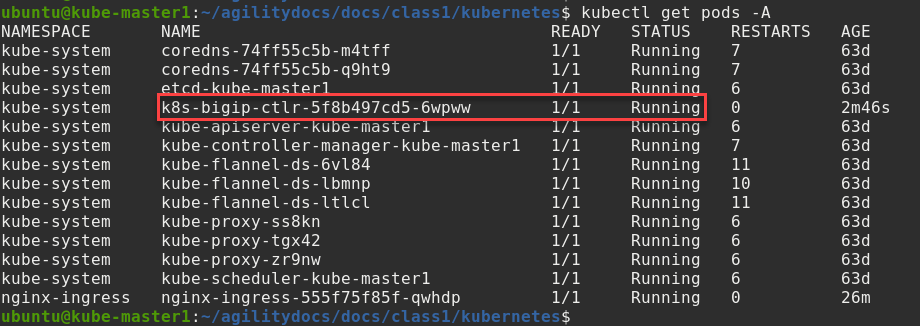 ubuntu@kube-master1:~/agilitydocs/docs/class1/kubernetes$ kubectl get pods -A
NAMESPACE NAME READY STATUS RESTARTS AGE
kube-system coredns-74ff55c5b-m4tff 1/1 Running 7 63d
kube-system coredns-74ff55c5b-q9ht9 1/1 Running 7 63d
kube-system etcd-kube-master1 1/1 Running 6 63d
kube-system k8s-bigip-ctlr-5f8b497cd5-6wpww 1/1 Running 0 2m46s
kube-system kube-apiserver-kube-master1 1/1 Running 6 63d
kube-system kube-controller-manager-kube-master1 1/1 Running 7 63d
kube-system kube-flannel-ds-6vl84 1/1 Running 11 63d
kube-system kube-flannel-ds-lbmnp 1/1 Running 10 63d
kube-system kube-flannel-ds-ltlcl 1/1 Running 11 63d
kube-system kube-proxy-ss8kn 1/1 Running 6 63d
kube-system kube-proxy-tgx42 1/1 Running 6 63d
kube-system kube-proxy-zr9nw 1/1 Running 6 63d
kube-system kube-scheduler-kube-master1 1/1 Running 6 63d
nginx-ingress nginx-ingress-555f75f85f-qwhdp 1/1 Running 0 26m
ubuntu@kube-master1:~/agilitydocs/docs/class1/kubernetes$